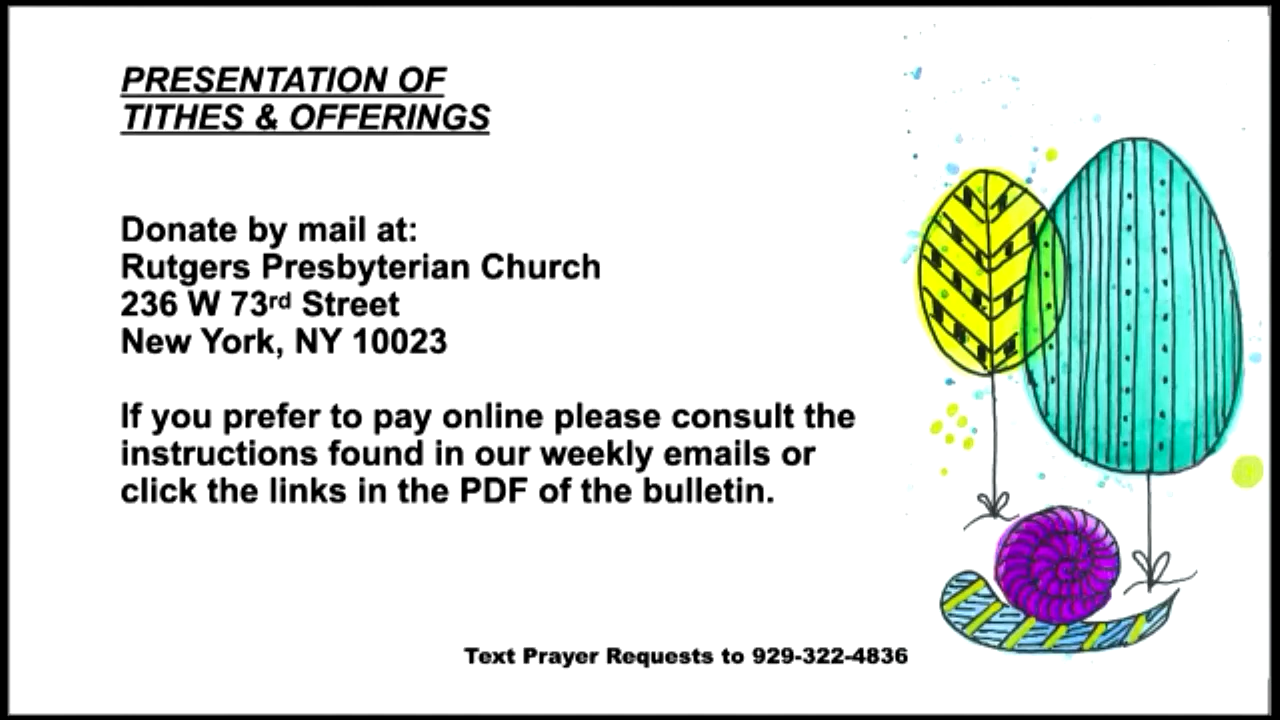 PRESENTATION OF
TITHES & OFFERINGS
Donate by mail at:
Rutgers Presbyterian Church
236 W 73rd Street
New York, NY 10023
If you prefer to pay online please consult the
instructions found in our weekly emails or
click the links in the PDF of the bulletin.
Text Prayer Requests to 929-322-4836